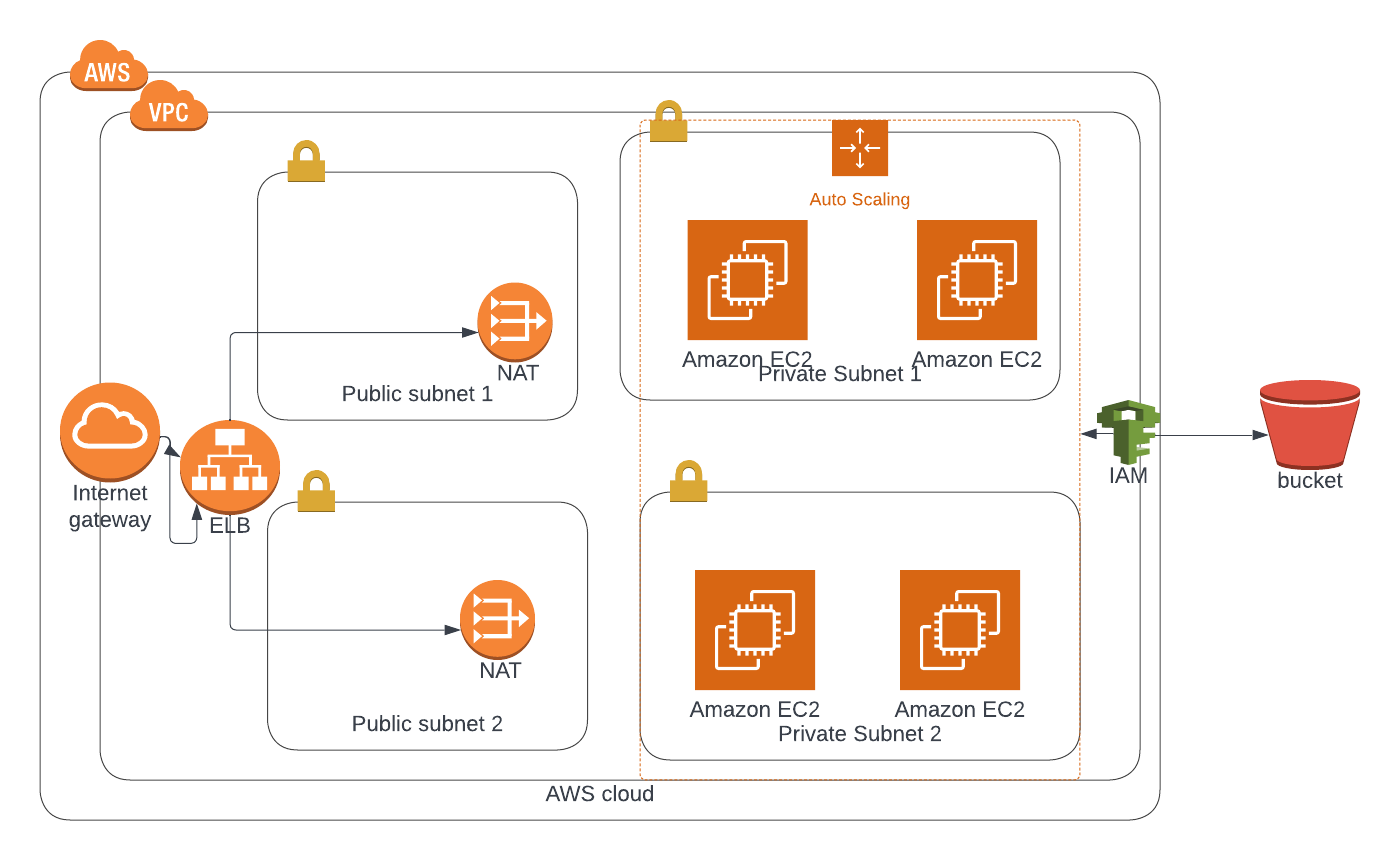 AWS
VPC
Auto Scaling
Amazon EC2
Amazon EC2
Private Subnet 1
NAT
Public subnet 1
Internet
gateway
ELB
IAM
bucket
NAT
Public subnet 2
Amazon EC2
Amazon EC2
Private Subnet 2
AWS cloud